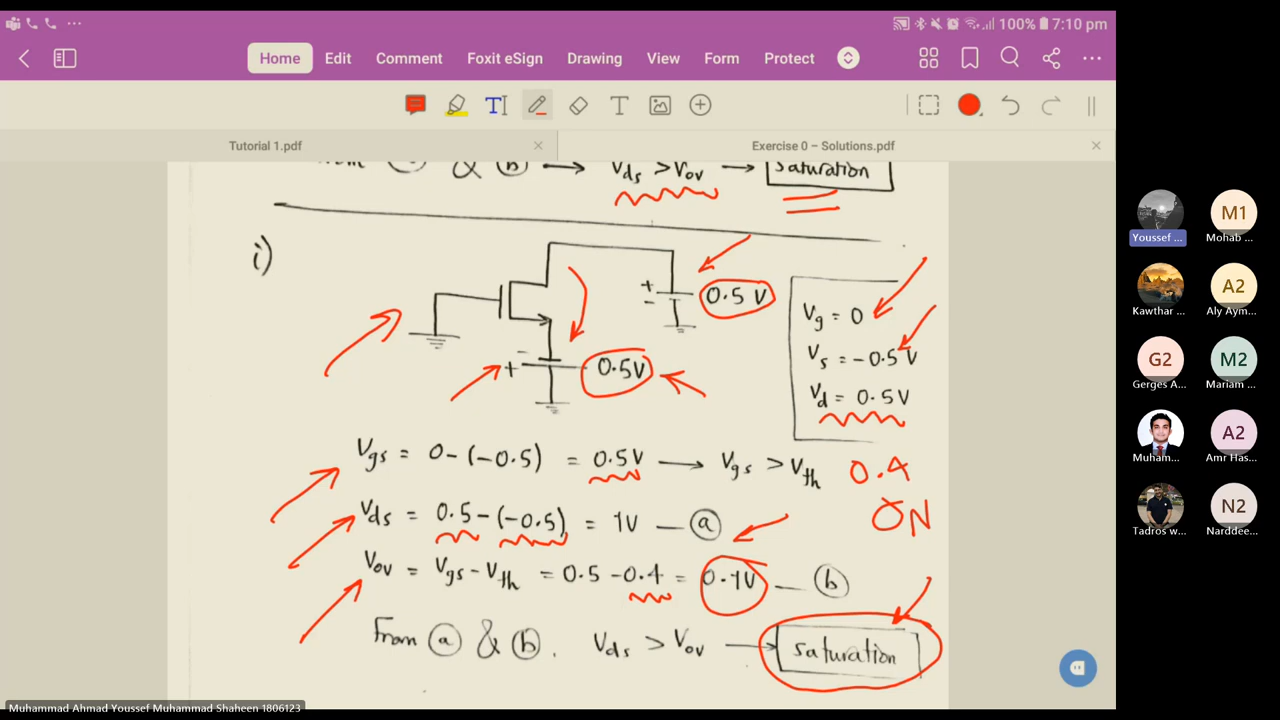 100% 7:10 pm
Home Edit Comment Foxit eSign Drawing View Form Protect
Tutorial 1.pdf
Exercise 0 – Solutions.pdf
From ⓐ & ⓑ → Vds > Vov → saturation
i)
+
-
0.5 V
-
+
0.5V
Vg = 0
Vs = -0.5 V
Vd = 0.5 V
Vgs = 0-(-0.5) = 0.5V → Vgs > Vth 0.4
ON
Vds = 0.5-(-0.5) = 1V — ⓐ
Vov = Vgs - Vth = 0.5 - 0.4 = 0.1V — ⓑ
From ⓐ & ⓑ. Vds > Vov → saturation
Youssef ...
M1
Mohab ...
Kawthar ...
A2
Aly Aym...
G2
Gerges A...
M2
Mariam ...
Muham...
A2
Amr Has...
Tadros w...
N2
Narddee...
Muhammad Ahmad Youssef Muhammad Shaheen 1806123